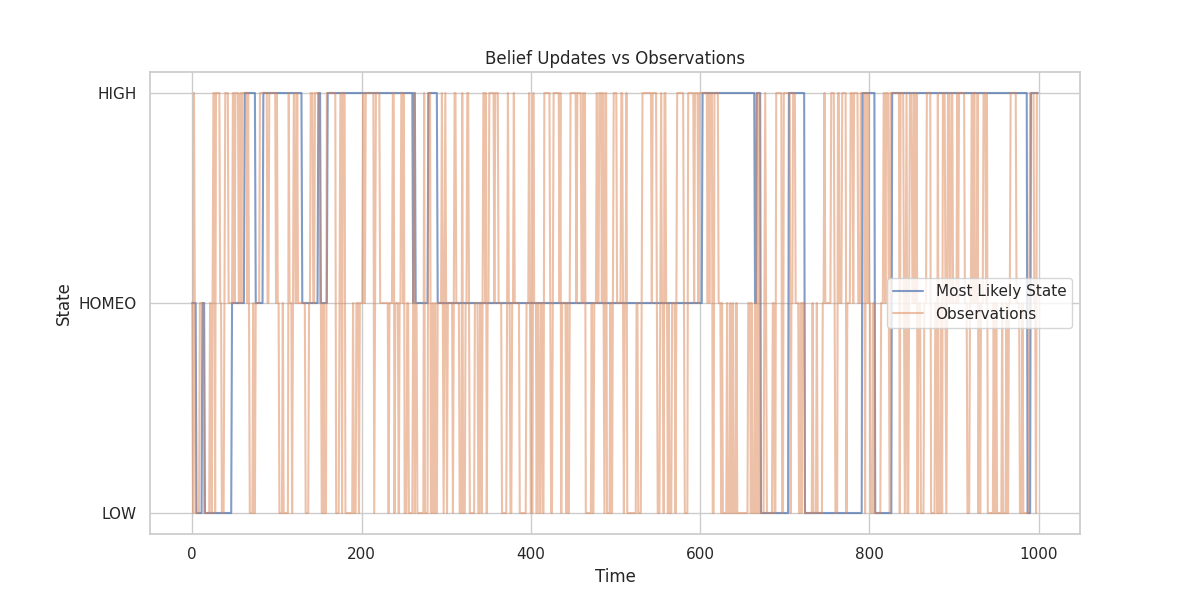 Belief Updates vs Observations
HIGH
HOMEO
LOW
State
Most Likely State
Observations
0
200
400
600
800
1000
Time